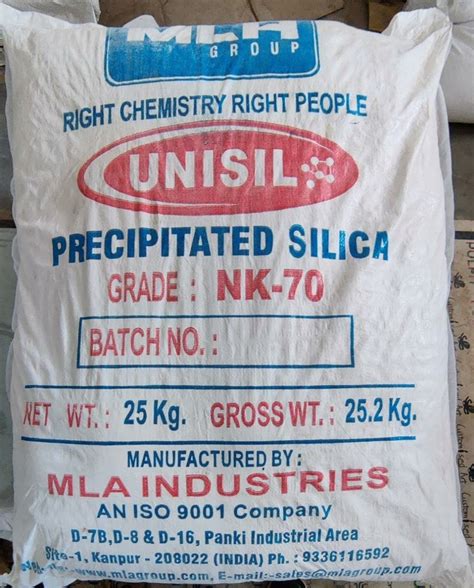 MLA
GROUP
RIGHT CHEMISTRY RIGHT PEOPLE
UNISIL
PRECIPITATED SILICA
GRADE : NK-70
BATCH NO. :
NET WT.: 25 Kg. GROSS WT.: 25.2 Kg.
MANUFACTURED BY :
MLA INDUSTRIES
AN ISO 9001 Company
D-7B,D-8 & D-16, Panki Industrial Area
Site-1, Kanpur - 208022 (INDIA) Ph. : 9336116592
www.mlagroup.com, E-mail:-sales@mlagroup.com